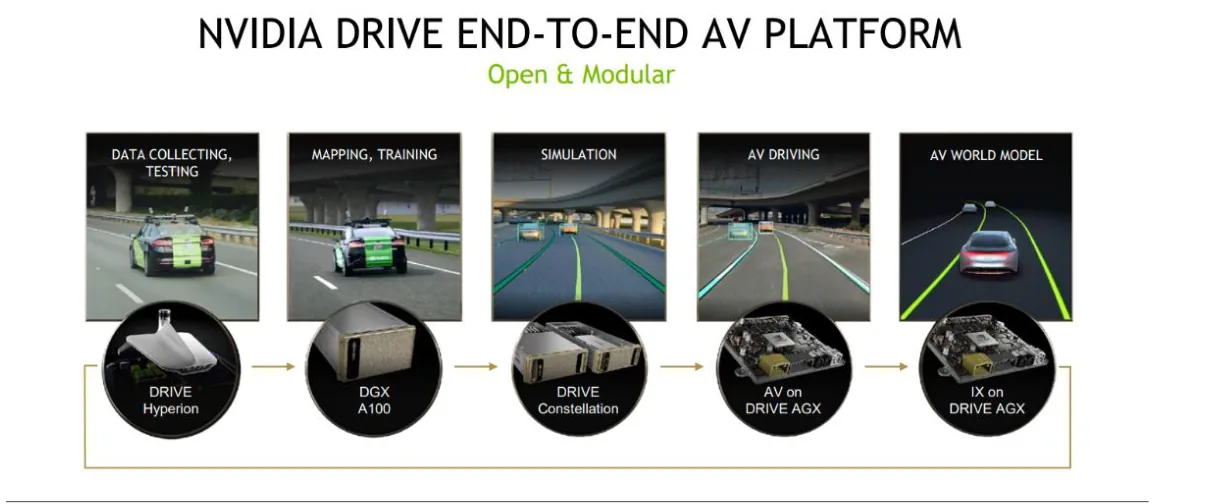 NVIDIA DRIVE END-TO-END AV PLATFORM
Open & Modular
DATA COLLECTING,
TESTING
MAPPING, TRAINING
SIMULATION
AV DRIVING
AV WORLD MODEL
DRIVE
Hyperion
DGX
A100
DRIVE
Constellation
AV on
DRIVE AGX
IX on
DRIVE AGX